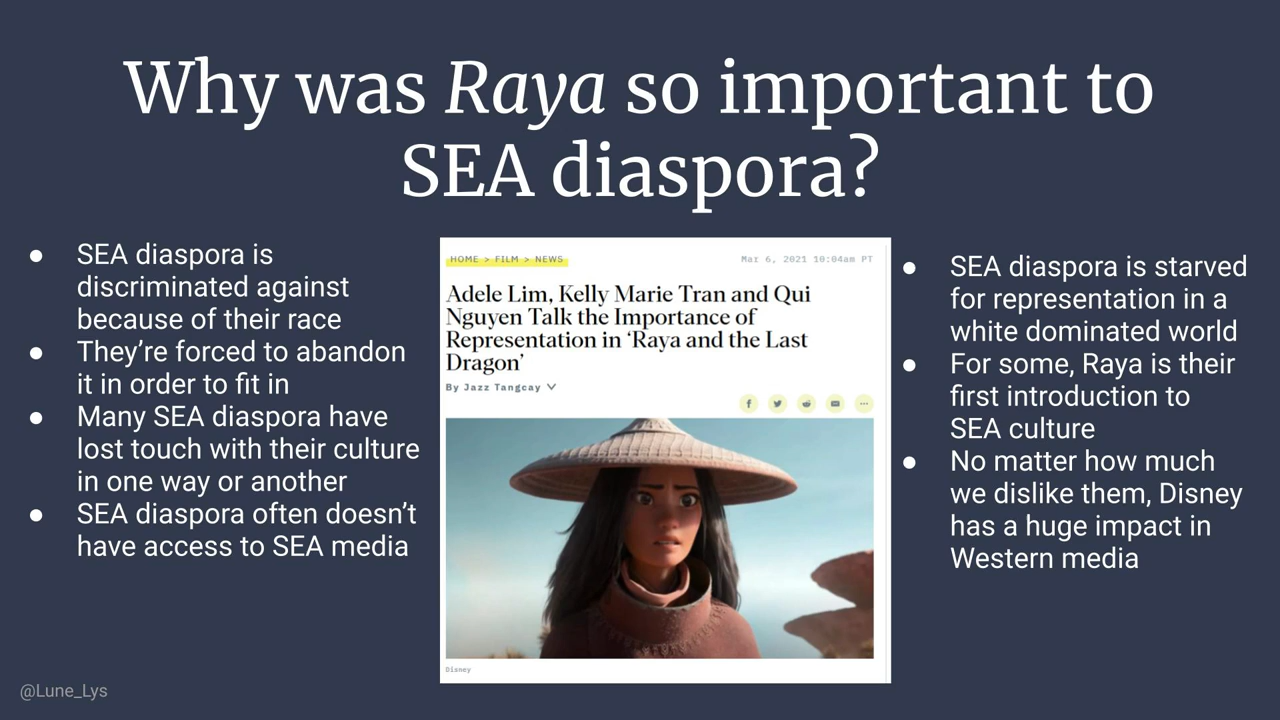 Why was Raya so important to
SEA diaspora?
● SEA diaspora is
discriminated against
because of their race
● They’re forced to abandon
it in order to fit in
● Many SEA diaspora have
lost touch with their culture
in one way or another
● SEA diaspora often doesn’t
have access to SEA media
HOME > FILM > NEWS
Mar 6, 2021 10:04am PT
Adele Lim, Kelly Marie Tran and Qui
Nguyen Talk the Importance of
Representation in ‘Raya and the Last
Dragon’
By Jazz Tangcay
Disney
● SEA diaspora is starved
for representation in a
white dominated world
● For some, Raya is their
first introduction to
SEA culture
● No matter how much
we dislike them, Disney
has a huge impact in
Western media
@Lune_Lys